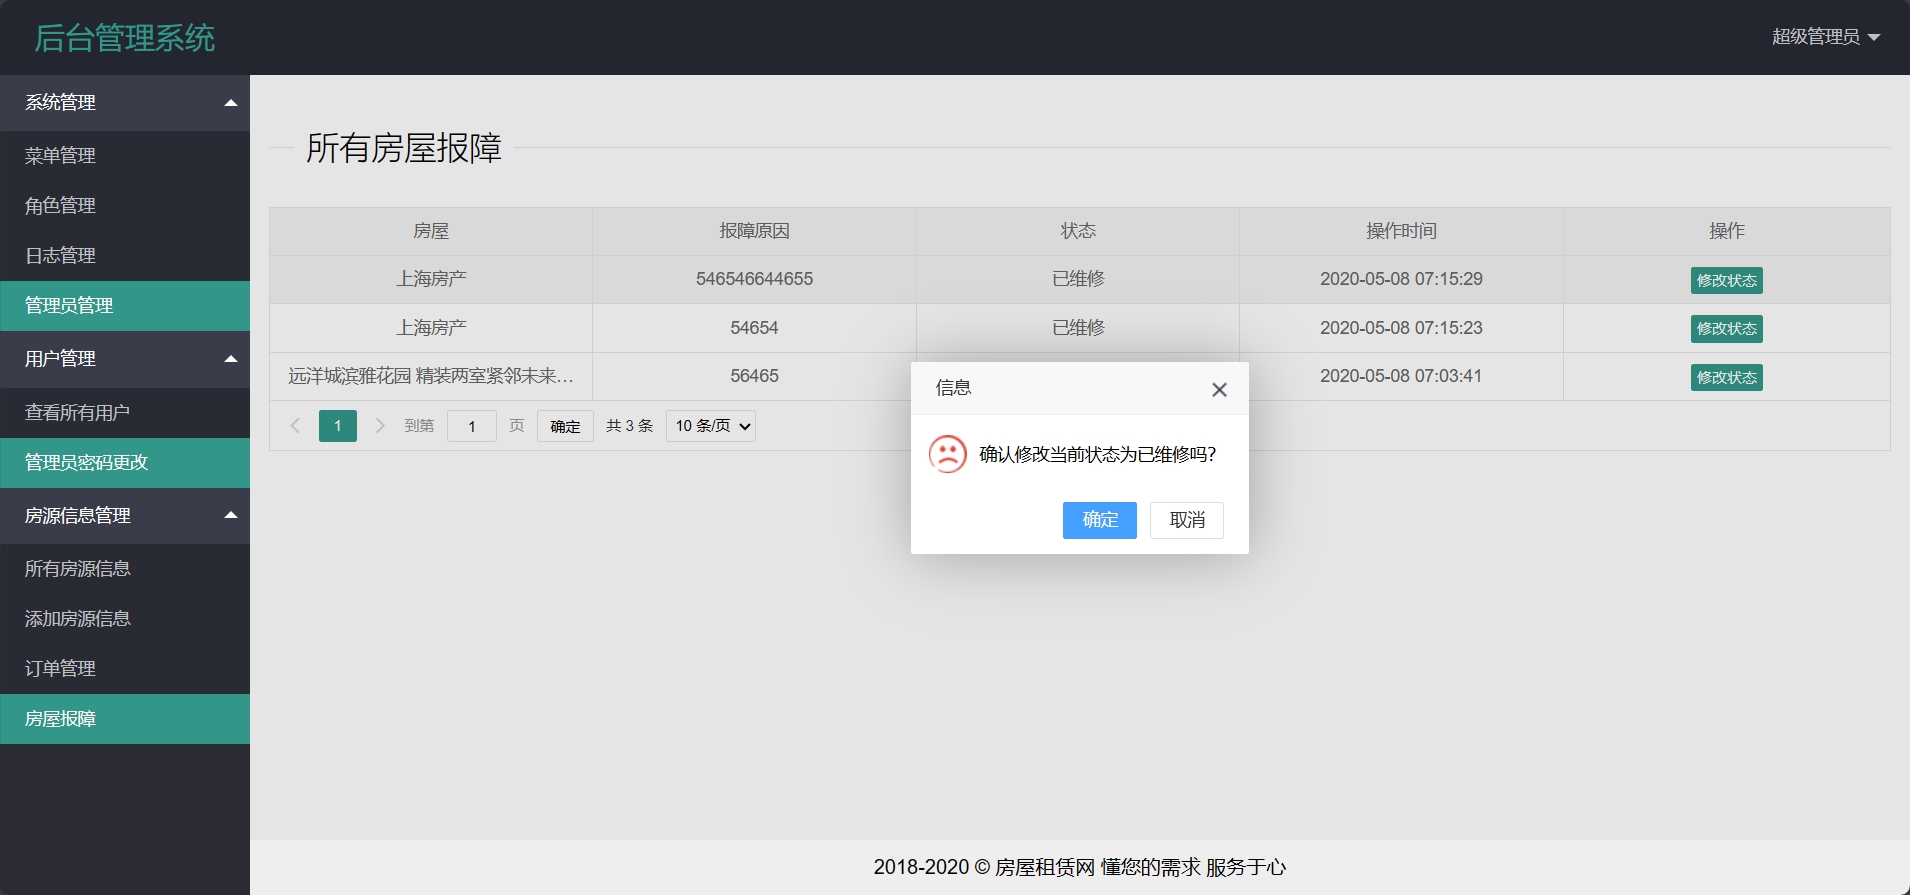 后台管理系统
超级管理员
系统管理
菜单管理
角色管理
日志管理
管理员管理
用户管理
查看所有用户
管理员密码更改
房源信息管理
所有房源信息
添加房源信息
订单管理
房屋报障
所有房屋报障
房屋 报障原因 状态 操作时间 操作
上海房产 546546644655 已维修 2020-05-08 07:15:29 修改状态
上海房产 54654 已维修 2020-05-08 07:15:23 修改状态
远洋城滨雅花园 精装两室紧邻未来… 56465 2020-05-08 07:03:41 修改状态
1 到第 1 页 确定 共 3 条 10 条/页
信息
确认修改当前状态为已维修吗?
确定 取消
2018-2020 © 房屋租赁网 懂您的需求 服务于心